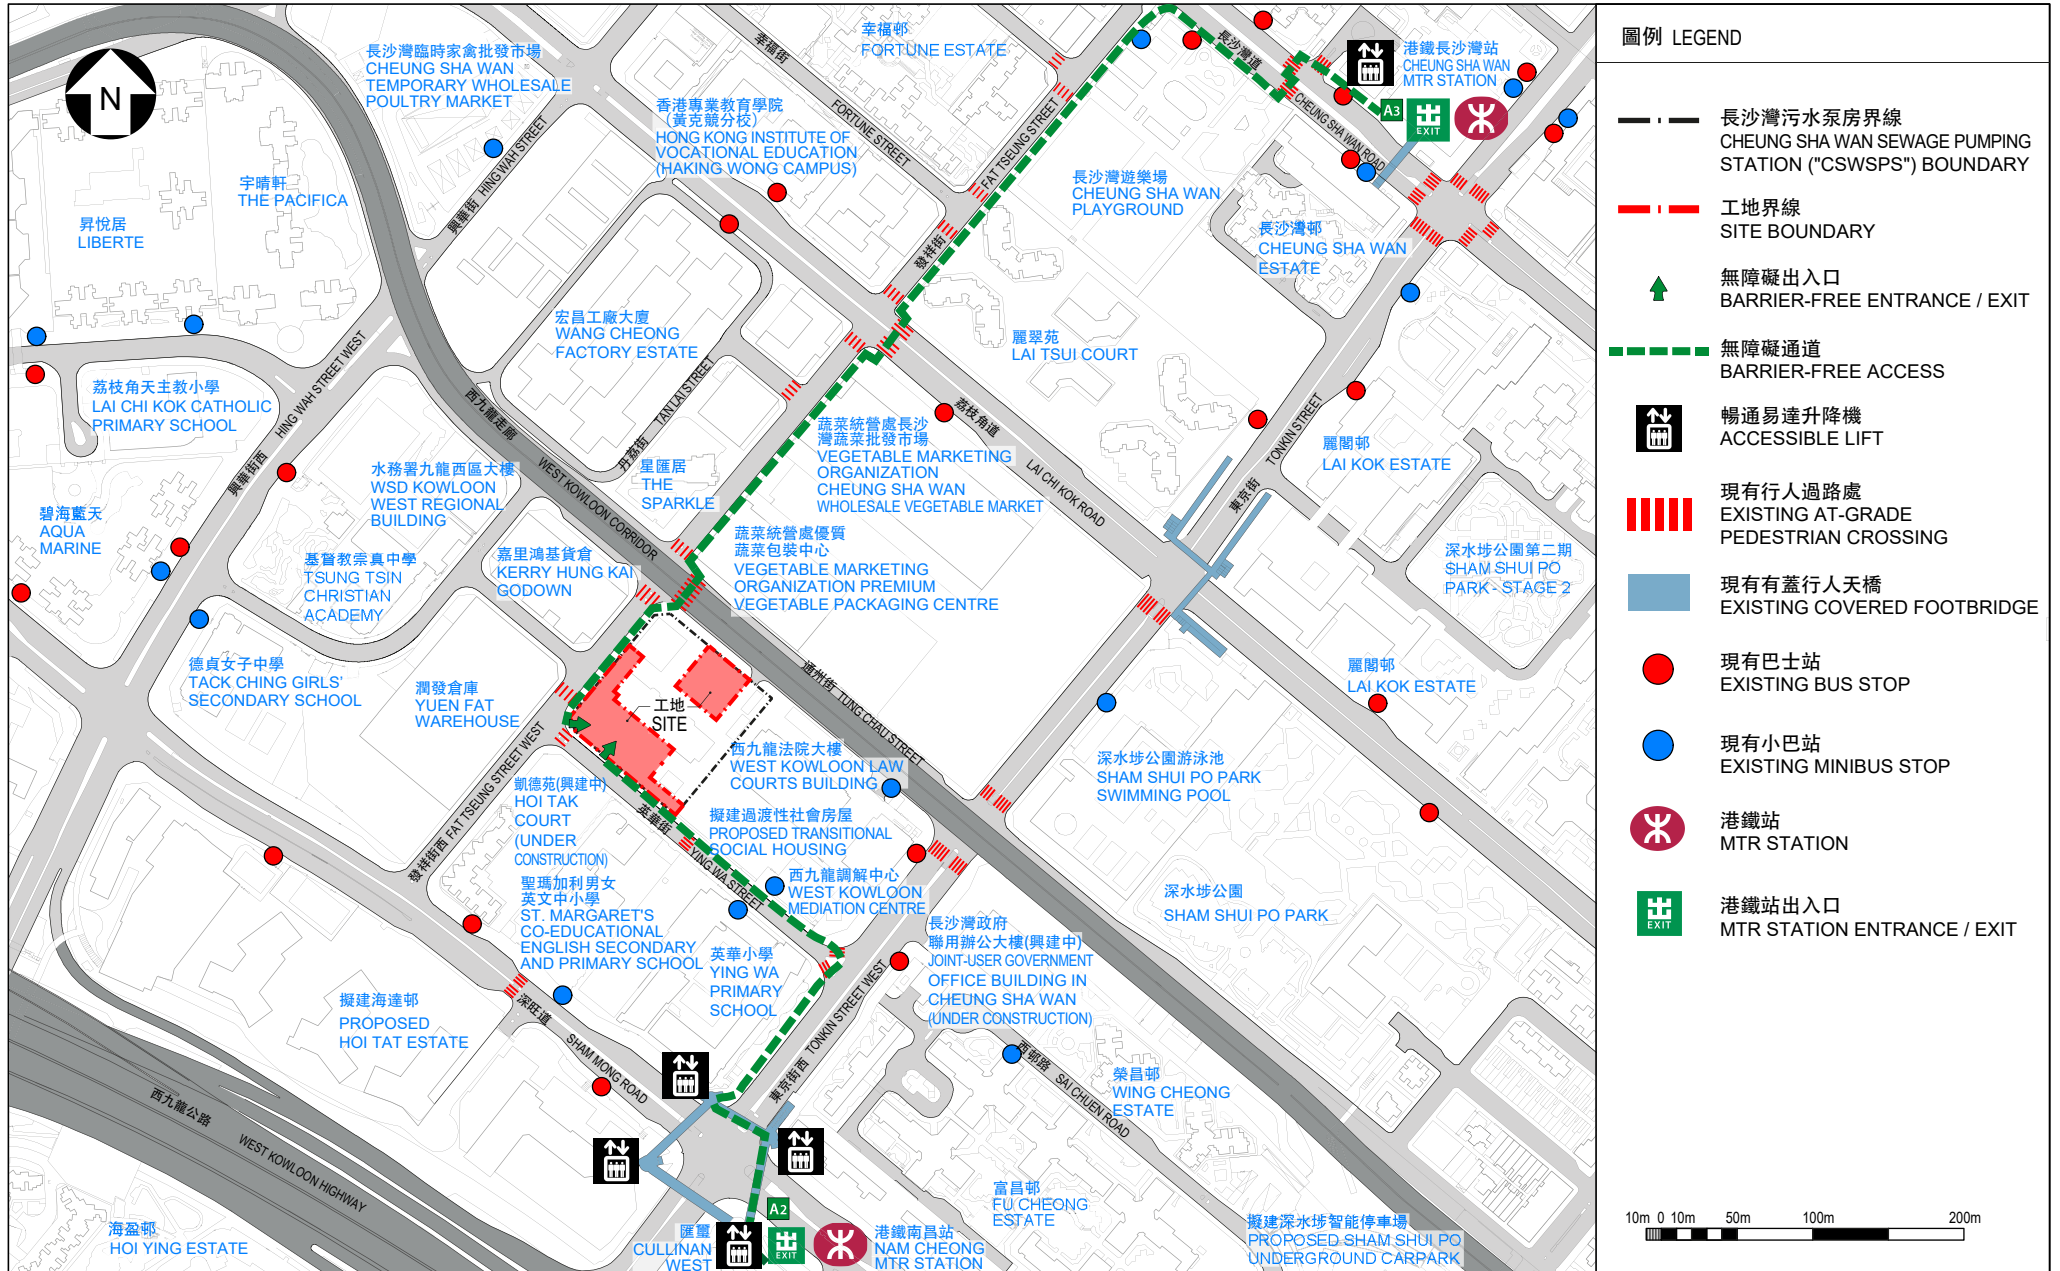 N
長沙灣臨時家禽批發市場
CHEUNG SHA WAN
TEMPORARY WHOLESALE
POULTRY MARKET
幸福街
FORTUNE STREET
幸福邨
FORTUNE ESTATE
長沙灣道
CHEUNG SHA WAN ROAD
港鐵長沙灣站
CHEUNG SHA WAN
MTR STATION
A3
出
EXIT
香港專業教育學院
（黃克競分校）
HONG KONG INSTITUTE OF
VOCATIONAL EDUCATION
(HAKING WONG CAMPUS)
發祥街
FAT TSEUNG STREET
長沙灣遊樂場
CHEUNG SHA WAN
PLAYGROUND
長沙灣邨
CHEUNG SHA WAN
ESTATE
宇晴軒
THE PACIFICA
昇悅居
LIBERTE
興華街 HING WAH STREET
宏昌工廠大廈
WANG CHEONG
FACTORY ESTATE
丹荔街 TAN LAI STREET
麗翠苑
LAI TSUI COURT
荔枝角天主教小學
LAI CHI KOK CATHOLIC
PRIMARY SCHOOL
興華街西 HING WAH STREET WEST
西九龍走廊
WEST KOWLOON CORRIDOR
荔枝角道
LAI CHI KOK ROAD
東京街 TONKIN STREET
麗閣邨
LAI KOK ESTATE
水務署九龍西區大樓
WSD KOWLOON
WEST REGIONAL
BUILDING
星匯居
THE
SPARKLE
蔬菜統營處長沙
灣蔬菜批發市場
VEGETABLE MARKETING
ORGANIZATION
CHEUNG SHA WAN
WHOLESALE VEGETABLE MARKET
碧海藍天
AQUA
MARINE
基督教崇真中學
TSUNG TSIN
CHRISTIAN
ACADEMY
嘉里鴻基貨倉
KERRY HUNG KAI
GODOWN
蔬菜統營處優質
蔬菜包裝中心
VEGETABLE MARKETING
ORGANIZATION PREMIUM
VEGETABLE PACKAGING CENTRE
深水埗公園第二期
SHAM SHUI PO
PARK - STAGE 2
德貞女子中學
TACK CHING GIRLS'
SECONDARY SCHOOL
潤發倉庫
YUEN FAT
WAREHOUSE
工地
SITE
通州街 TUNG CHAU STREET
麗閣邨
LAI KOK ESTATE
西九龍法院大樓
WEST KOWLOON LAW
COURTS BUILDING
深水埗公園游泳池
SHAM SHUI PO PARK
SWIMMING POOL
發祥街西 FAT TSEUNG STREET WEST
凱德苑(興建中)
HOI TAK
COURT
(UNDER
CONSTRUCTION)
英華街
YING WA STREET
擬建過渡性社會房屋
PROPOSED TRANSITIONAL
SOCIAL HOUSING
西九龍調解中心
WEST KOWLOON
MEDIATION CENTRE
聖瑪加利男女
英文中小學
ST. MARGARET'S
CO-EDUCATIONAL
ENGLISH SECONDARY
AND PRIMARY SCHOOL
英華小學
YING WA
PRIMARY
SCHOOL
深水埗公園
SHAM SHUI PO PARK
長沙灣政府
聯用辦公大樓(興建中)
JOINT-USER GOVERNMENT
OFFICE BUILDING IN
CHEUNG SHA WAN
(UNDER CONSTRUCTION)
擬建海達邨
PROPOSED
HOI TAT ESTATE
深旺道
SHAM MONG ROAD
東京街西 TONKIN STREET WEST
西邨路 SAI CHUEN ROAD
榮昌邨
WING CHEONG
ESTATE
西九龍公路
WEST KOWLOON HIGHWAY
海盈邨
HOI YING ESTATE
匯璽
CULLINAN
WEST
A2
出
EXIT
港鐵南昌站
NAM CHEONG
MTR STATION
富昌邨
FU CHEONG
ESTATE
擬建深水埗智能停車場
PROPOSED SHAM SHUI PO
UNDERGROUND CARPARK
圖例 LEGEND
長沙灣污水泵房界線
CHEUNG SHA WAN SEWAGE PUMPING
STATION ("CSWSPS") BOUNDARY
工地界線
SITE BOUNDARY
無障礙出入口
BARRIER-FREE ENTRANCE / EXIT
無障礙通道
BARRIER-FREE ACCESS
暢通易達升降機
ACCESSIBLE LIFT
現有行人過路處
EXISTING AT-GRADE
PEDESTRIAN CROSSING
現有有蓋行人天橋
EXISTING COVERED FOOTBRIDGE
現有巴士站
EXISTING BUS STOP
現有小巴站
EXISTING MINIBUS STOP
港鐵站
MTR STATION
出
EXIT
港鐵站出入口
MTR STATION ENTRANCE / EXIT
10m 0 10m 50m 100m 200m